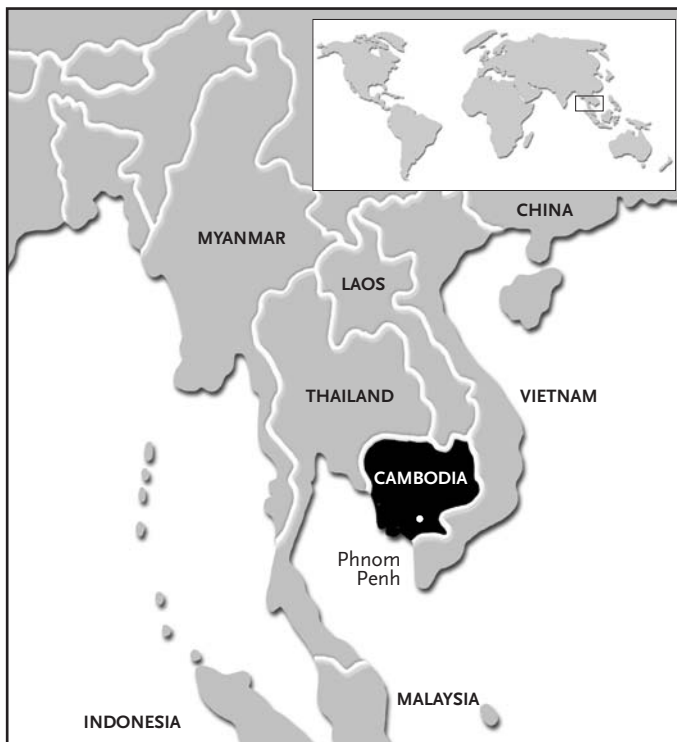 CHINA
MYANMAR
LAOS
THAILAND
VIETNAM
CAMBODIA
Phnom
Penh
MALAYSIA
INDONESIA